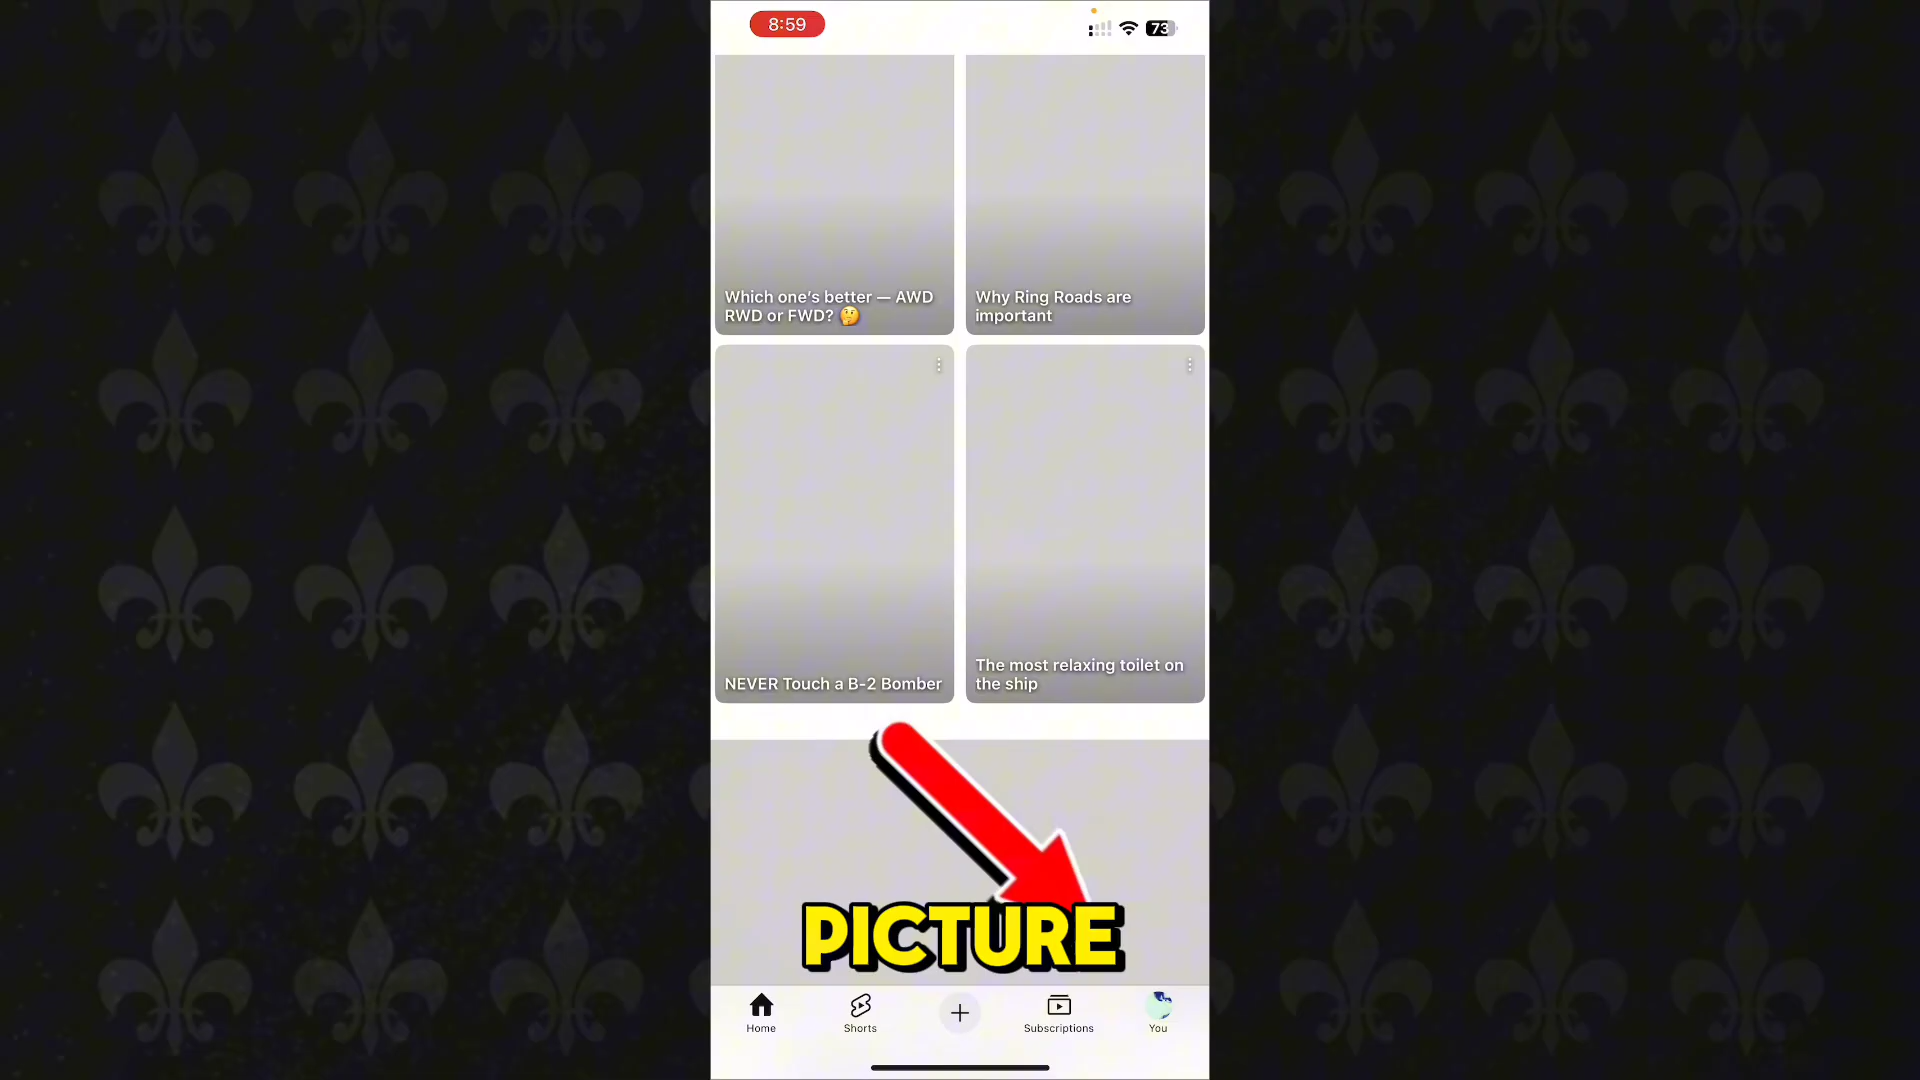 8:59
73
Which one's better — AWD
RWD or FWD? 🤔
Why Ring Roads are
important
NEVER Touch a B-2 Bomber
The most relaxing toilet on
the ship
PICTURE
Home
Shorts
Subscriptions
You